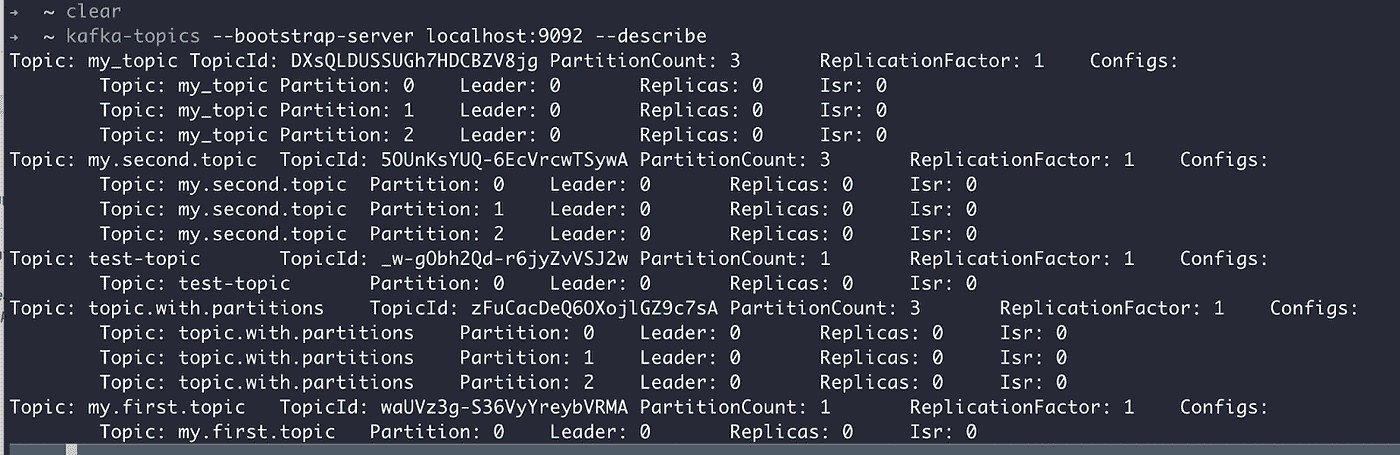 → ~ clear
→ ~ kafka-topics --bootstrap-server localhost:9092 --describe
Topic: my_topic TopicId: DXsQLDUSSUGh7HDCBZV8jg PartitionCount: 3 ReplicationFactor: 1 Configs:
Topic: my_topic Partition: 0 Leader: 0 Replicas: 0 Isr: 0
Topic: my_topic Partition: 1 Leader: 0 Replicas: 0 Isr: 0
Topic: my_topic Partition: 2 Leader: 0 Replicas: 0 Isr: 0
Topic: my.second.topic TopicId: 5OUnKsYUQ-6EcVrcwTSywA PartitionCount: 3 ReplicationFactor: 1 Configs:
Topic: my.second.topic Partition: 0 Leader: 0 Replicas: 0 Isr: 0
Topic: my.second.topic Partition: 1 Leader: 0 Replicas: 0 Isr: 0
Topic: my.second.topic Partition: 2 Leader: 0 Replicas: 0 Isr: 0
Topic: test-topic TopicId: _w-gObh2Qd-r6jyZvVSJ2w PartitionCount: 1 ReplicationFactor: 1 Configs:
Topic: test-topic Partition: 0 Leader: 0 Replicas: 0 Isr: 0
Topic: topic.with.partitions TopicId: zFuCacDeQ6OXojlGZ9c7sA PartitionCount: 3 ReplicationFactor: 1 Configs:
Topic: topic.with.partitions Partition: 0 Leader: 0 Replicas: 0 Isr: 0
Topic: topic.with.partitions Partition: 1 Leader: 0 Replicas: 0 Isr: 0
Topic: topic.with.partitions Partition: 2 Leader: 0 Replicas: 0 Isr: 0
Topic: my.first.topic TopicId: waUVz3g-S36VyYreybVRMA PartitionCount: 1 ReplicationFactor: 1 Configs:
Topic: my.first.topic Partition: 0 Leader: 0 Replicas: 0 Isr: 0